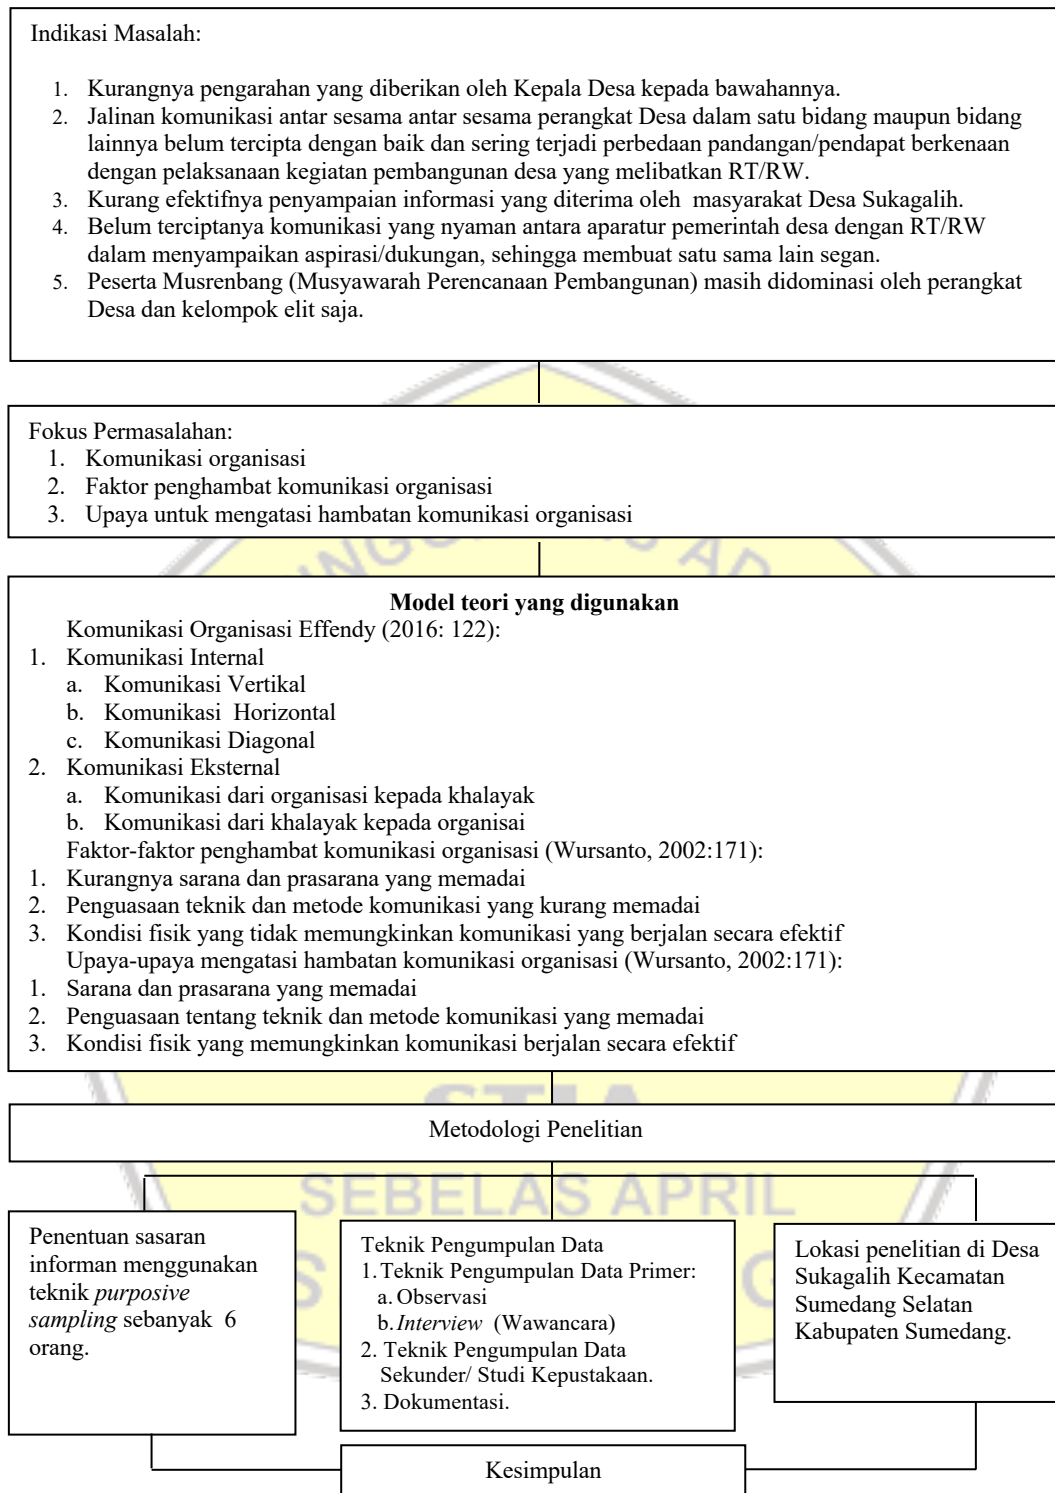 Indikasi Masalah:
1. Kurangnya pengarahan yang diberikan oleh Kepala Desa kepada bawahannya.
2. Jalinan komunikasi antar sesama antar sesama perangkat Desa dalam satu bidang maupun bidang
lainnya belum tercipta dengan baik dan sering terjadi perbedaan pandangan/pendapat berkenaan
dengan pelaksanaan kegiatan pembangunan desa yang melibatkan RT/RW.
3. Kurang efektifnya penyampaian informasi yang diterima oleh masyarakat Desa Sukagalih.
4. Belum terciptanya komunikasi yang nyaman antara aparatur pemerintah desa dengan RT/RW
dalam menyampaikan aspirasi/dukungan, sehingga membuat satu sama lain segan.
5. Peserta Musrenbang (Musyawarah Perencanaan Pembangunan) masih didominasi oleh perangkat
Desa dan kelompok elit saja.
Fokus Permasalahan:
1. Komunikasi organisasi
2. Faktor penghambat komunikasi organisasi
3. Upaya untuk mengatasi hambatan komunikasi organisasi
Model teori yang digunakan
Komunikasi Organisasi Effendy (2016: 122):
1. Komunikasi Internal
a. Komunikasi Vertikal
b. Komunikasi Horizontal
c. Komunikasi Diagonal
2. Komunikasi Eksternal
a. Komunikasi dari organisasi kepada khalayak
b. Komunikasi dari khalayak kepada organisai
Faktor-faktor penghambat komunikasi organisasi (Wursanto, 2002:171):
1. Kurangnya sarana dan prasarana yang memadai
2. Penguasaan teknik dan metode komunikasi yang kurang memadai
3. Kondisi fisik yang tidak memungkinkan komunikasi yang berjalan secara efektif
Upaya-upaya mengatasi hambatan komunikasi organisasi (Wursanto, 2002:171):
1. Sarana dan prasarana yang memadai
2. Penguasaan tentang teknik dan metode komunikasi yang memadai
3. Kondisi fisik yang memungkinkan komunikasi berjalan secara efektif
Metodologi Penelitian
SEBELAS APRIL
Penentuan sasaran
informan menggunakan
teknik purposive
sampling sebanyak 6
orang.
Teknik Pengumpulan Data
1. Teknik Pengumpulan Data Primer:
a. Observasi
b. Interview (Wawancara)
2. Teknik Pengumpulan Data
Sekunder/ Studi Kepustakaan.
3. Dokumentasi.
Lokasi penelitian di Desa
Sukagalih Kecamatan
Sumedang Selatan
Kabupaten Sumedang.
Kesimpulan